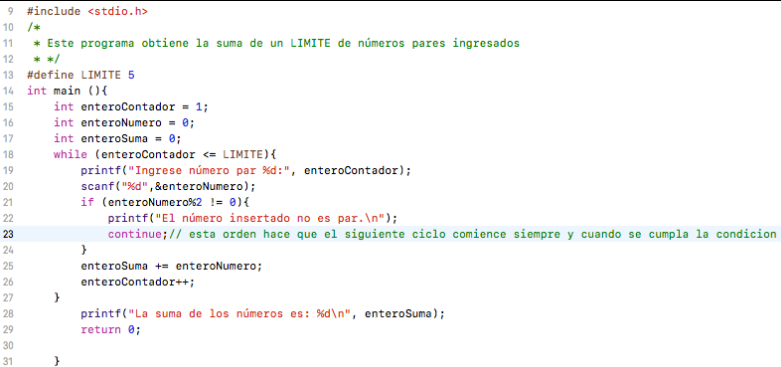 9 #include <stdio.h>
10 /*
11  * Este programa obtiene la suma de un LIMITE de números pares ingresados
12  * */
13 #define LIMITE 5
14 int main (){
15     int enteroContador = 1;
16     int enteroNumero = 0;
17     int enteroSuma = 0;
18     while (enteroContador <= LIMITE){
19         printf("Ingrese número par %d:", enteroContador);
20         scanf("%d",&enteroNumero);
21         if (enteroNumero%2 != 0){
22             printf("El número insertado no es par.\n");
23             continue;// esta orden hace que el siguiente ciclo comience siempre y cuando se cumpla la condicion
24         }
25         enteroSuma += enteroNumero;
26         enteroContador++;
27     }
28         printf("La suma de los números es: %d\n", enteroSuma);
29         return 0;
30
31     }